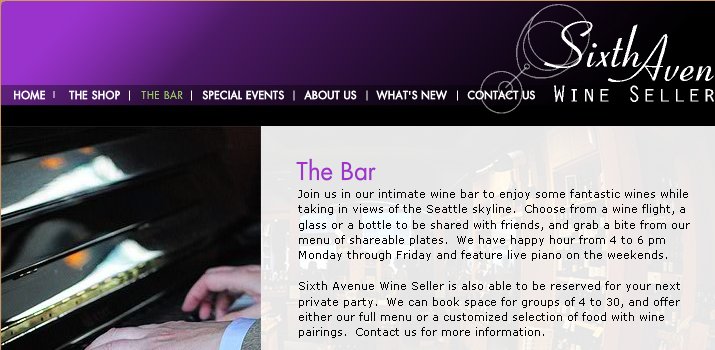 Sixth Aven
WINE SELLER
HOME | THE SHOP | THE BAR | SPECIAL EVENTS | ABOUT US | WHAT'S NEW | CONTACT US
The Bar
Join us in our intimate wine bar to enjoy some fantastic wines while
taking in views of the Seattle skyline.  Choose from a wine flight, a
glass or a bottle to be shared with friends, and grab a bite from our
menu of shareable plates.  We have happy hour from 4 to 6 pm
Monday through Friday and feature live piano on the weekends.
Sixth Avenue Wine Seller is also able to be reserved for your next
private party.  We can book space for groups of 4 to 30, and offer
either our full menu or a customized selection of food with wine
pairings.  Contact us for more information.